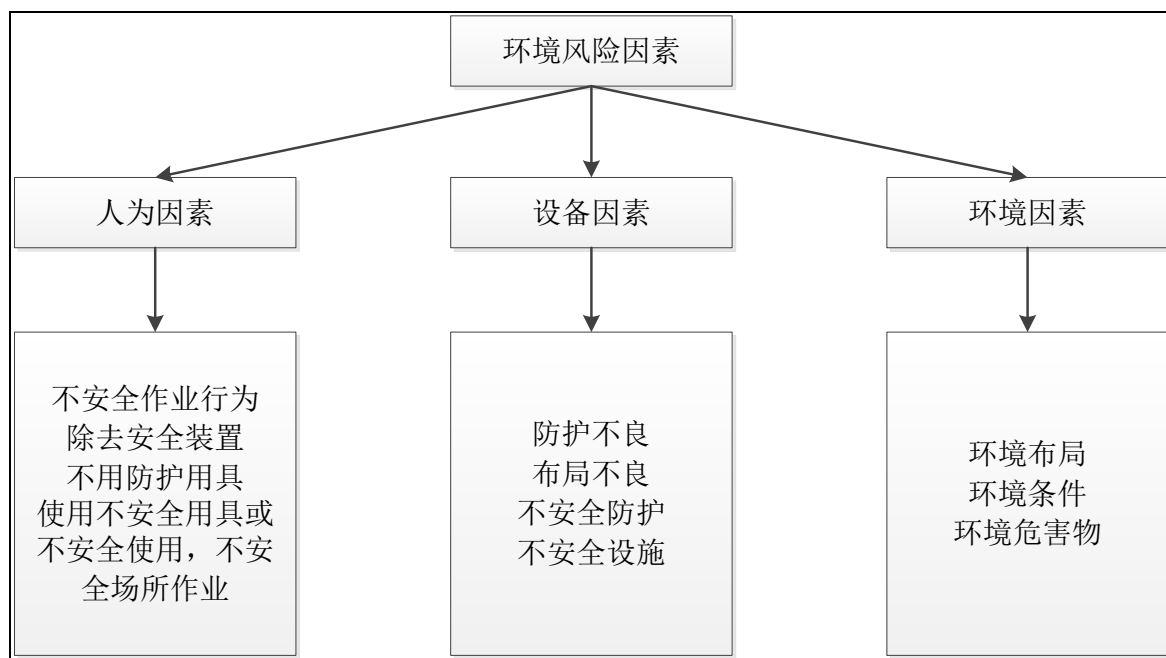 环境风险因素
人为因素
设备因素
环境因素
不安全作业行为
除去安全装置
不用防护用具
使用不安全用具或
不安全使用，不安
全场所作业
防护不良
布局不良
不安全防护
不安全设施
环境布局
环境条件
环境危害物